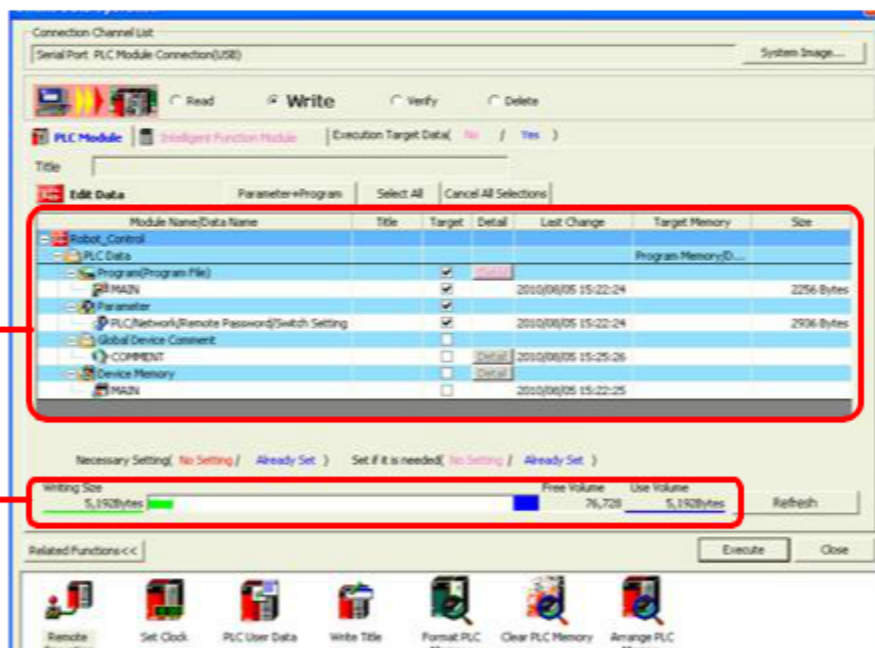 Connection Channel List
Serial Port PLC Module Connection(USB)
System Image...
Read Write Verify Delete
PLC Module Intelligent Function Module Execution Target Data( No / Yes )
Title
Edit Data Parameter+Program Select All Cancel All Selections
Module Name/Data Name Title Target Detail Last Change Target Memory Size
Robot_Control
PLC Data Program Memory/D...
Program(Program File) Detail
MAIN 2010/08/05 15:22:24 2256 Bytes
Parameter
PLC/Network/Remote Password/Switch Setting 2010/08/05 15:22:24 2936 Bytes
Global Device Comment
COMMENT Detail 2010/08/05 15:25:26
Device Memory Detail
MAIN 2010/08/05 15:22:25
Necessary Setting( No Setting / Already Set ) Set if it is needed( No Setting / Already Set )
Writing Size Free Volume Use Volume
5,192Bytes 76,728 5,192Bytes Refresh
Related Functions<< Execute Close
Remote Set Clock PLC User Data Write Title Format PLC Clear PLC Memory Arrange PLC